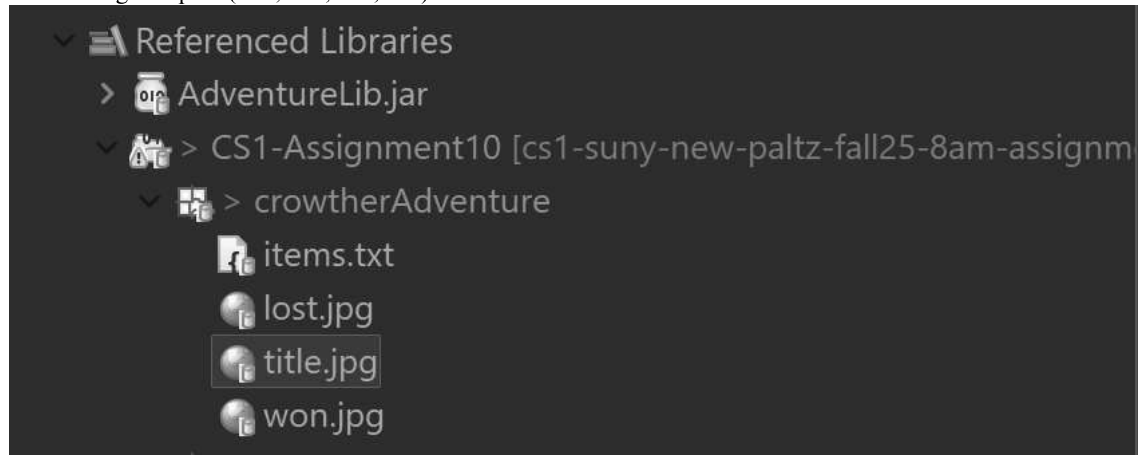 Referenced Libraries
> AdventureLib.jar
> CS1-Assignment10 [cs1-suny-new-paltz-fall25-8am-assignm
> crowtherAdventure
items.txt
lost.jpg
title.jpg
won.jpg